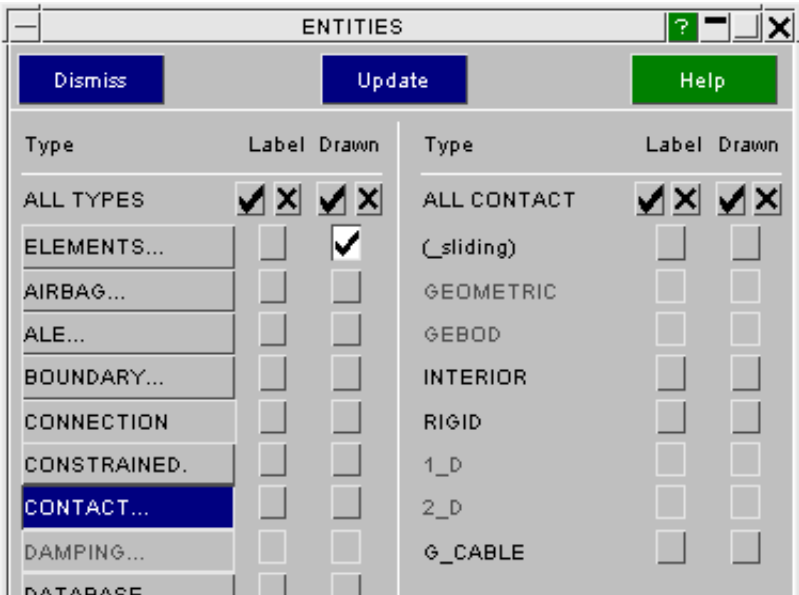 ENTITIES
?
Dismiss Update Help
Type Label Drawn
ALL TYPES
ELEMENTS...
AIRBAG...
ALE...
BOUNDARY...
CONNECTION
CONSTRAINED.
CONTACT...
DAMPING...
DATABASE
Type Label Drawn
ALL CONTACT
(_sliding)
GEOMETRIC
GEBOD
INTERIOR
RIGID
1_D
2_D
G_CABLE